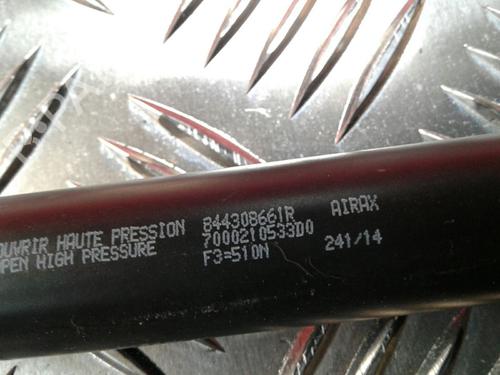 OUVRIR HAUTE PRESSION 844308661R AIRAX
OPEN HIGH PRESSURE 7000210533D0
F3=510N 241/14